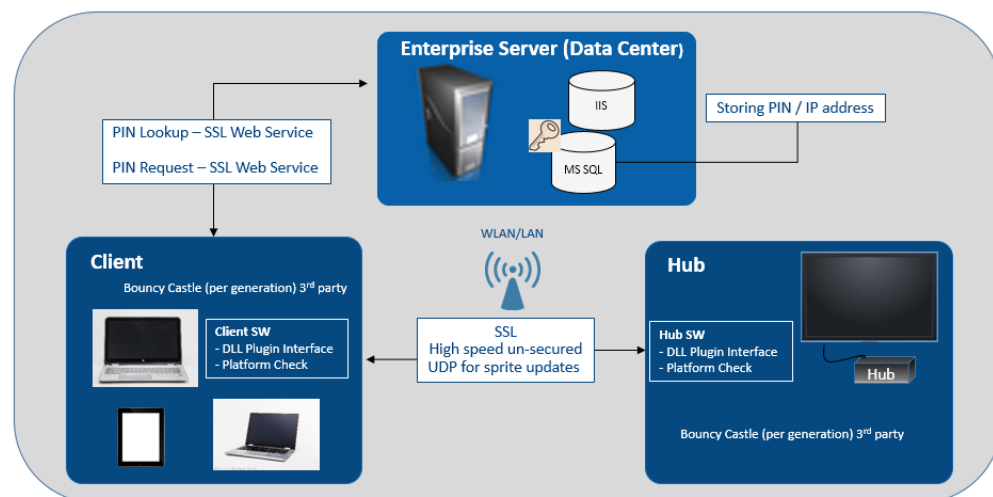 Enterprise Server (Data Center)
IIS
MS SQL
Storing PIN / IP address
PIN Lookup – SSL Web Service
PIN Request – SSL Web Service
WLAN/LAN
Client
Bouncy Castle (per generation) 3rd party
Client SW
- DLL Plugin Interface
- Platform Check
SSL
High speed un-secured
UDP for sprite updates
Hub
Hub SW
- DLL Plugin Interface
- Platform Check
Hub
Bouncy Castle (per generation) 3rd party